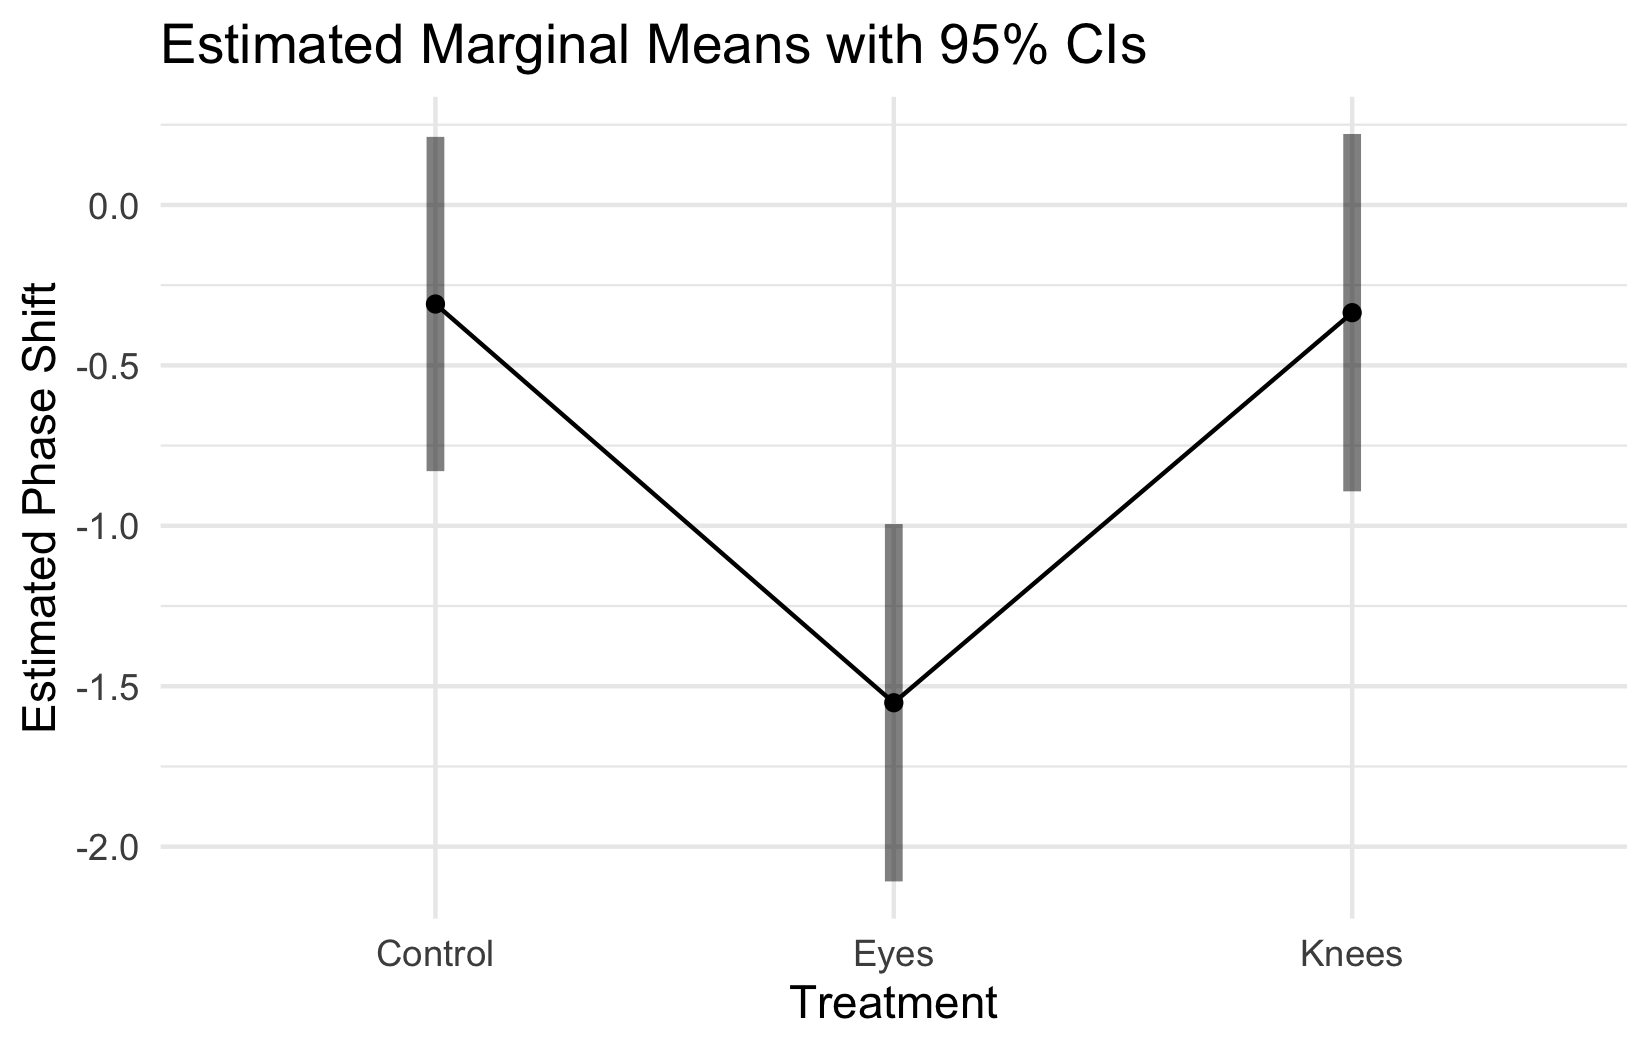 Estimated Marginal Means with 95% CIs
Estimated Phase Shift
0.0
-0.5
-1.0
-1.5
-2.0
Control Eyes Knees
Treatment